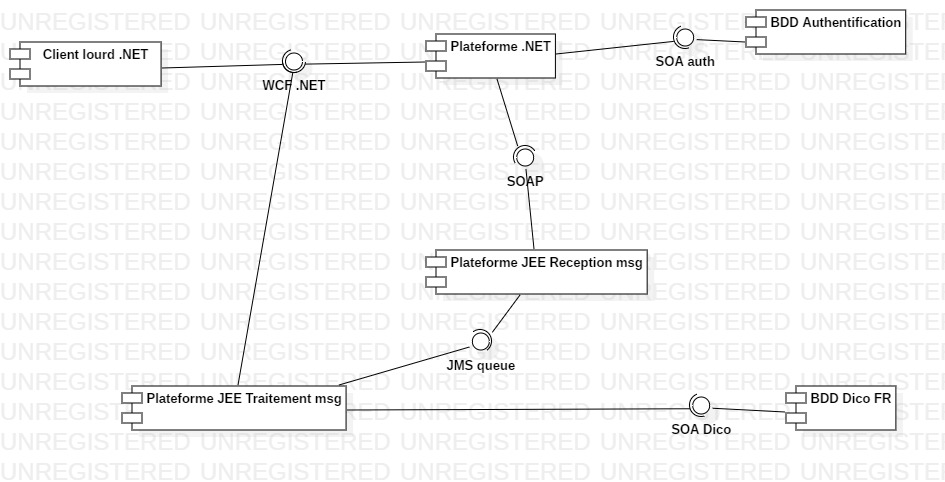 BDD Authentification
Client lourd .NET
Plateforme .NET
SOA auth
WCF .NET
SOAP
Plateforme JEE Reception msg
JMS queue
Plateforme JEE Traitement msg
BDD Dico FR
SOA Dico
UNREGISTERED UNREGISTERED UNREGISTERED UNREGISTERED UNREGISTERED